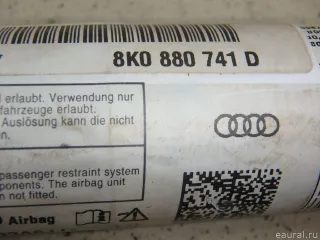 8K0 880 741 D
erlaubt. Verwendung nur
fahrzeuge erlaubt.
Auslösung kann die nicht
passenger restraint system
The airbag unit
not fitted.
Airbag
eaural.ru